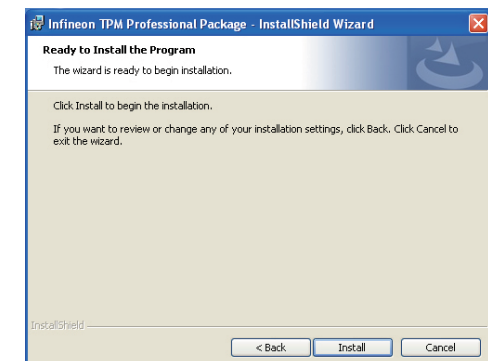 Infineon TPM Professional Package - InstallShield Wizard
Ready to Install the Program
The wizard is ready to begin installation.
Click Install to begin the installation.
If you want to review or change any of your installation settings, click Back. Click Cancel to
exit the wizard.
InstallShield
< Back
Install
Cancel